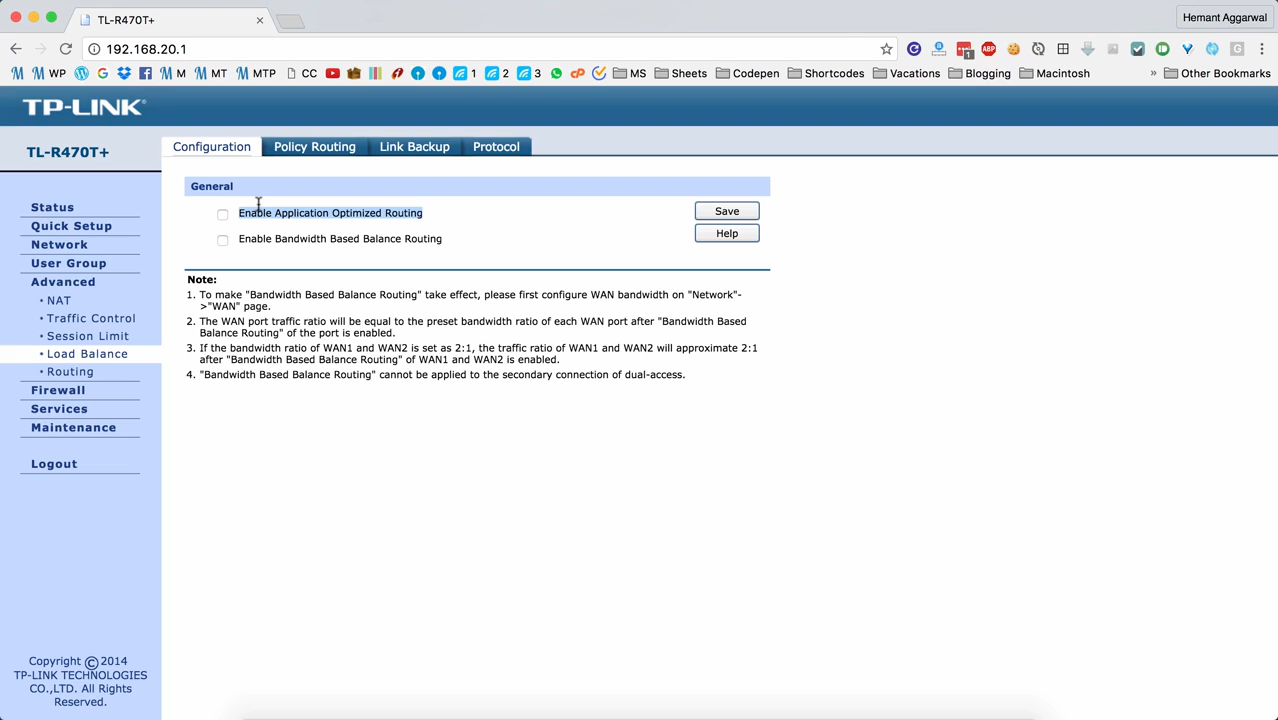 TL-R470T+
Hemant Aggarwal
192.168.20.1
WP
M
MT
MTP
CC
1
2
3
MS
Sheets
Codepen
Shortcodes
Vacations
Blogging
Macintosh
»
Other Bookmarks
TP-LINK®
TL-R470T+
Configuration
Policy Routing
Link Backup
Protocol
Status
Quick Setup
Network
User Group
Advanced
• NAT
• Traffic Control
• Session Limit
• Load Balance
• Routing
Firewall
Services
Maintenance
Logout
General
Enable Application Optimized Routing
Save
Enable Bandwidth Based Balance Routing
Help
Note:
1. To make "Bandwidth Based Balance Routing" take effect, please first configure WAN bandwidth on "Network"-
>"WAN" page.
2. The WAN port traffic ratio will be equal to the preset bandwidth ratio of each WAN port after "Bandwidth Based
Balance Routing" of the port is enabled.
3. If the bandwidth ratio of WAN1 and WAN2 is set as 2:1, the traffic ratio of WAN1 and WAN2 will approximate 2:1
after "Bandwidth Based Balance Routing" of WAN1 and WAN2 is enabled.
4. "Bandwidth Based Balance Routing" cannot be applied to the secondary connection of dual-access.
Copyright © 2014
TP-LINK TECHNOLOGIES
CO.,LTD. All Rights
Reserved.